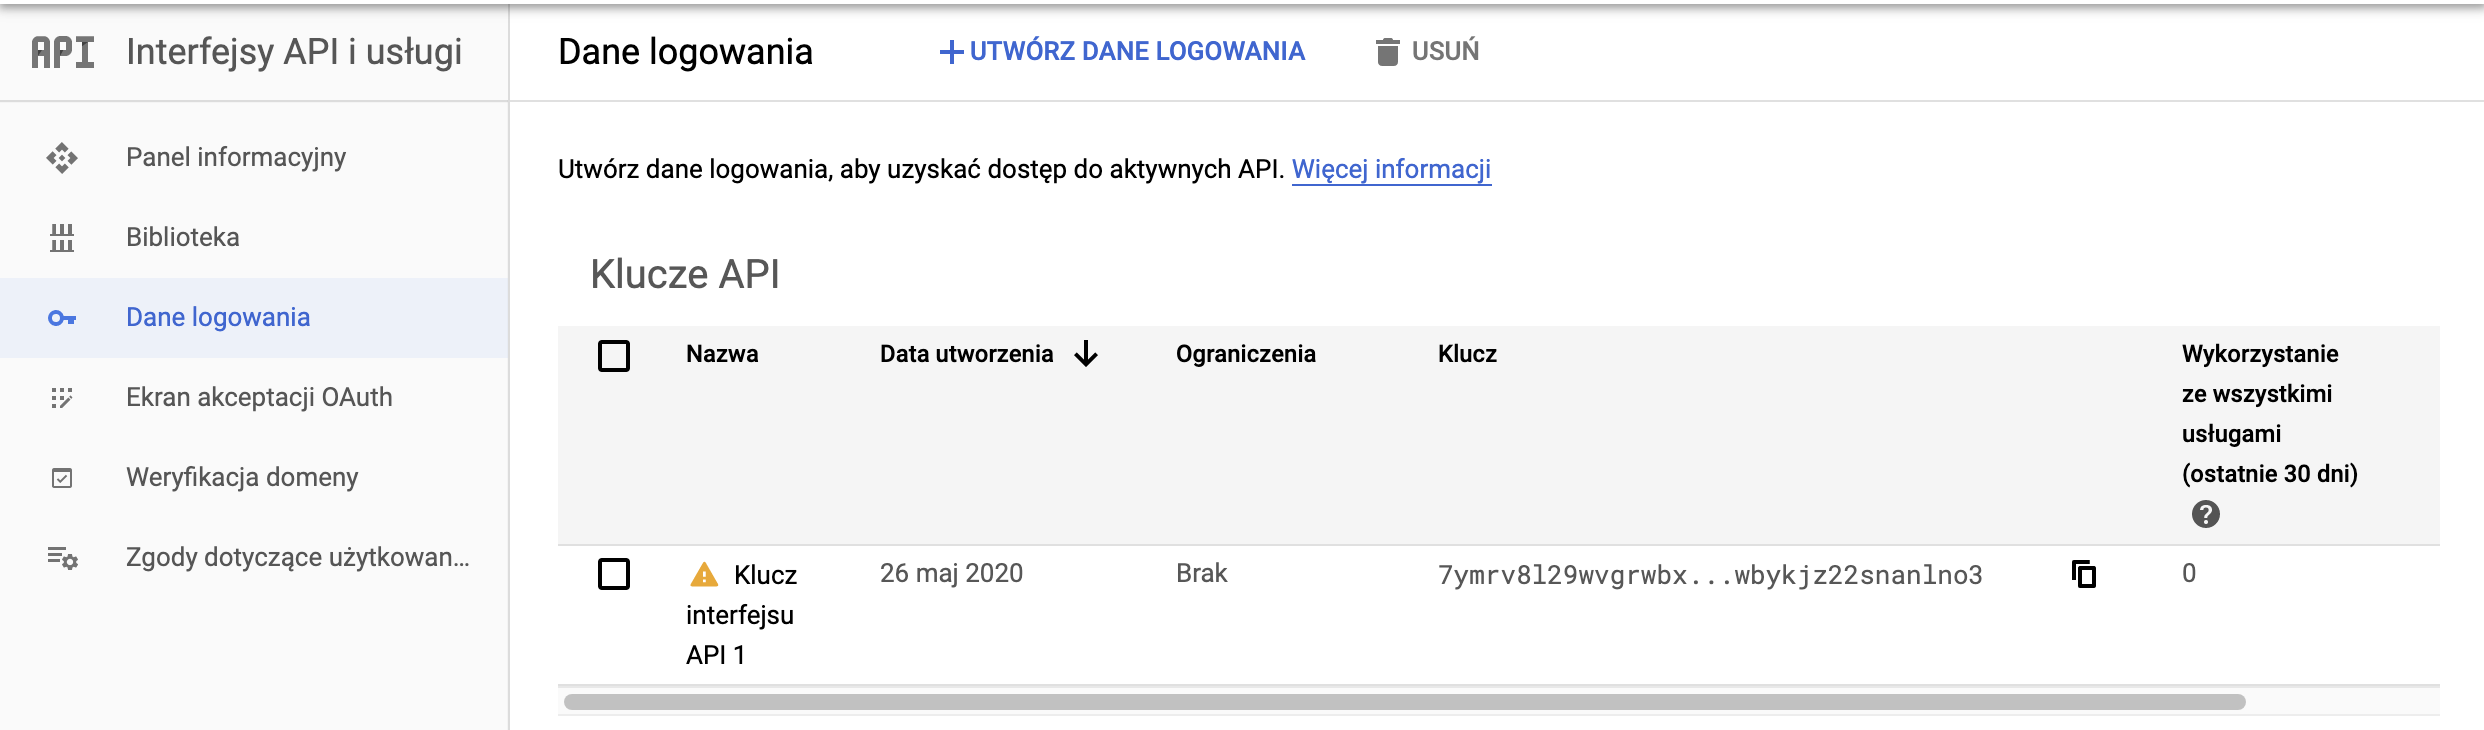 API Interfejsy API i usługi
Dane logowania
UTWÓRZ DANE LOGOWANIA
USUŃ
Panel informacyjny
Biblioteka
Dane logowania
Ekran akceptacji OAuth
Weryfikacja domeny
Zgody dotyczące użytkowan...
Utwórz dane logowania, aby uzyskać dostęp do aktywnych API. Więcej informacji
Klucze API
Nazwa
Data utworzenia
Ograniczenia
Klucz
Wykorzystanie
ze wszystkimi
usługami
(ostatnie 30 dni)
?
Klucz
interfejsu
API 1
26 maj 2020
Brak
7ymrv8l29wvgrwbx...wbykjz22snanlno3
0